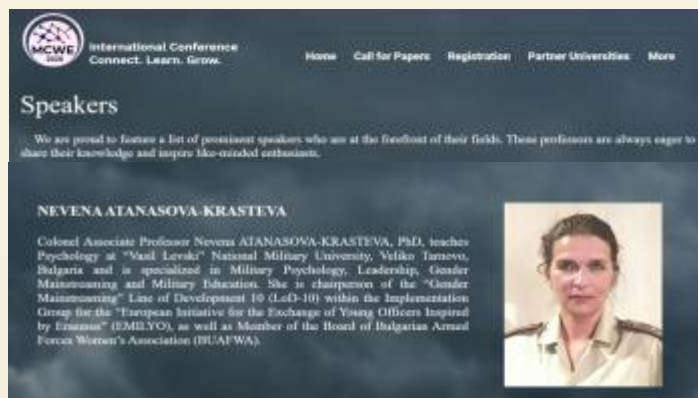 MCWE
2026
International Conference
Connect. Learn. Grow.
Home Call for Papers Registration Partner Universities More
Speakers
We are proud to feature a list of prominent speakers who are at the forefront of their fields. These professors are always eager to
share their knowledge and inspire like-minded enthusiasts.
NEVENA ATANASOVA-KRASTEVA
Colonel Associate Professor Nevena ATANASOVA-KRASTEVA, PhD, teaches
Psychology at "Vasil Levski" National Military University, Veliko Tarnovo,
Bulgaria and is specialized in Military Psychology, Leadership, Gender
Mainstreaming and Military Education. She is chairperson of the "Gender
Mainstreaming" Line of Development 10 (LoD-10) within the Implementation
Group for the "European Initiative for the Exchange of Young Officers Inspired
by Erasmus" (EMILYO), as well as Member of the Board of Bulgarian Armed
Forces Women's Association (BUAFWA).